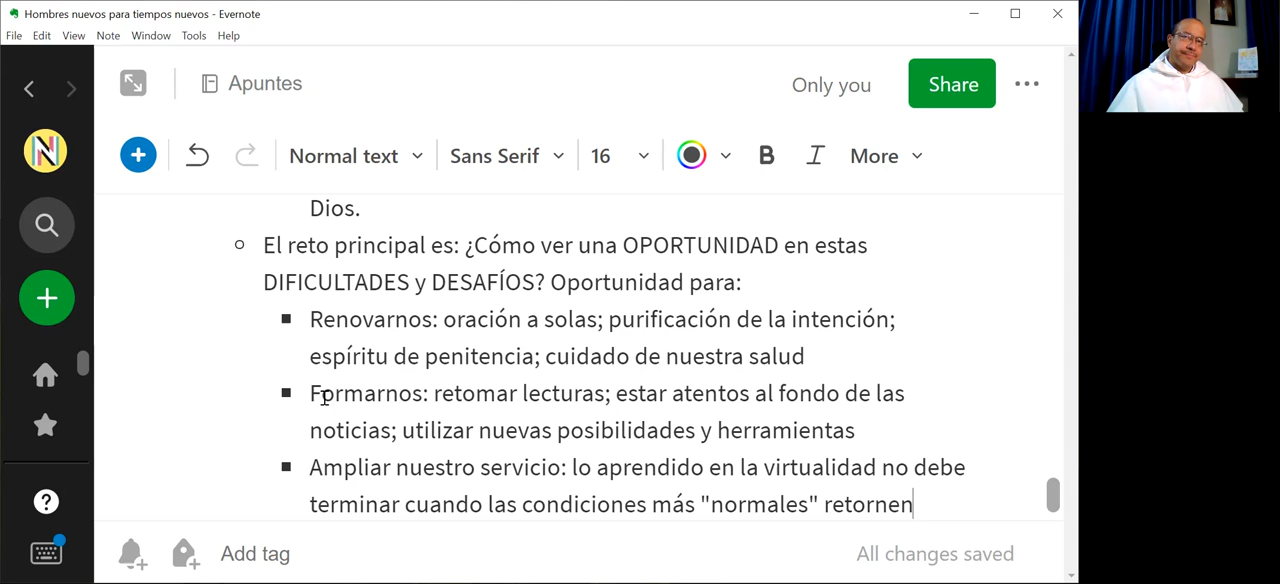 Hombres nuevos para tiempos nuevos - Evernote
File Edit View Note Window Tools Help
Apuntes
Only you
Share
Normal text
Sans Serif
16
B
I
More
Dios.
El reto principal es: ¿Cómo ver una OPORTUNIDAD en estas
DIFICULTADES y DESAFÍOS? Oportunidad para:
Renovarnos: oración a solas; purificación de la intención;
espíritu de penitencia; cuidado de nuestra salud
Formarnos: retomar lecturas; estar atentos al fondo de las
noticias; utilizar nuevas posibilidades y herramientas
Ampliar nuestro servicio: lo aprendido en la virtualidad no debe
terminar cuando las condiciones más "normales" retornen
Add tag
All changes saved